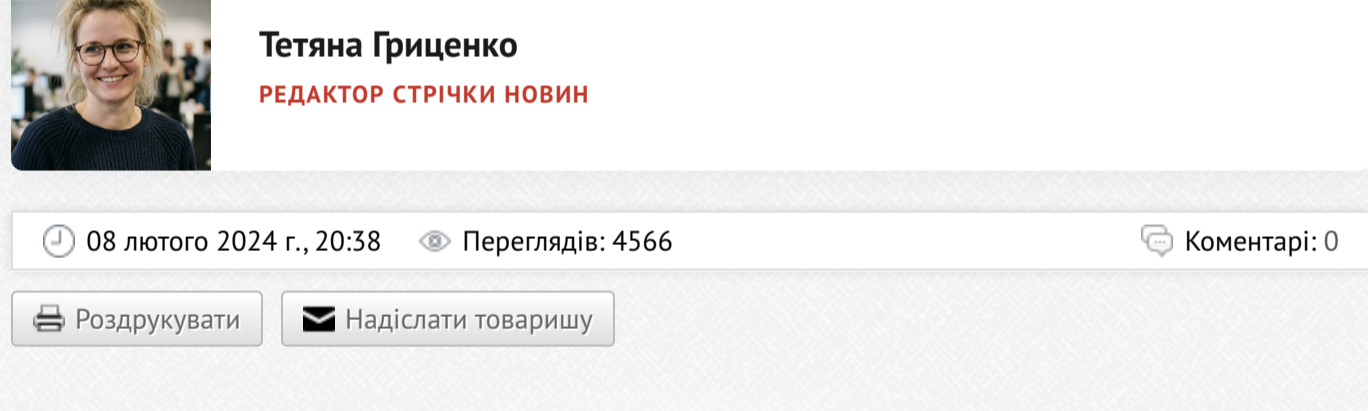 Тетяна Гриценко
РЕДАКТОР СТРІЧКИ НОВИН
08 лютого 2024 г., 20:38 Переглядів: 4566 Коментарі: 0
Роздрукувати Надіслати товаришу